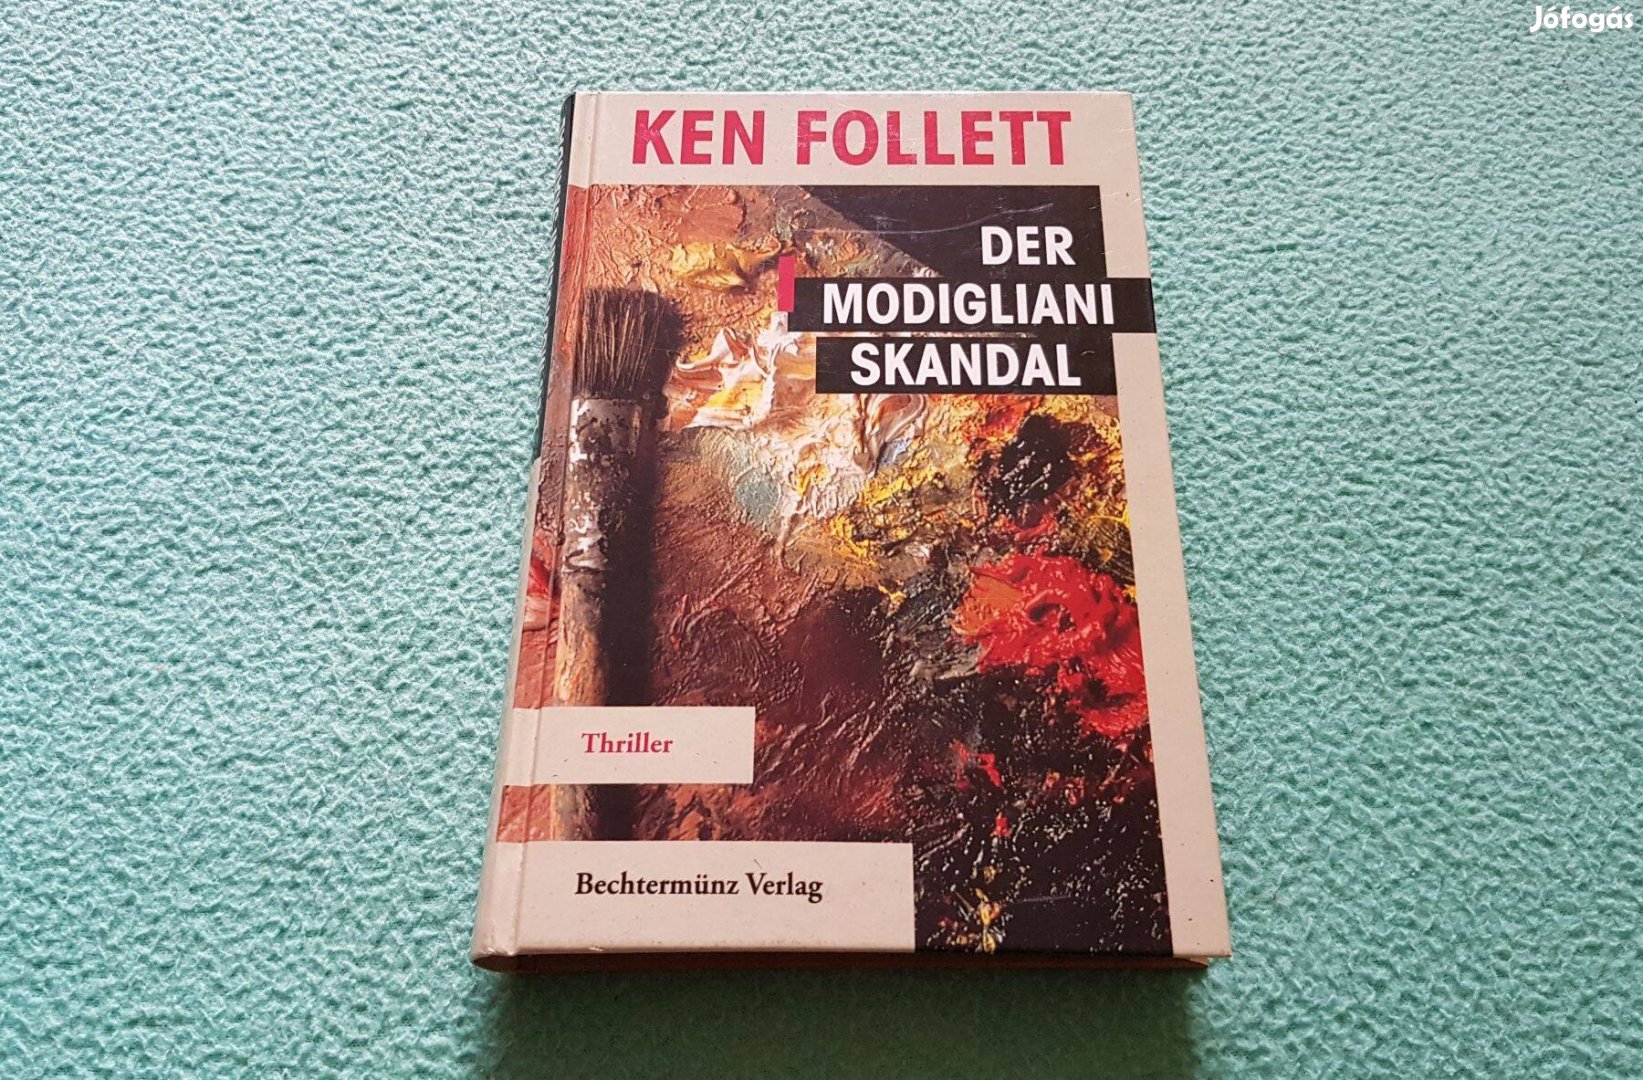 Jófogás
KEN FOLLETT
DER
MODIGLIANI
SKANDAL
Thriller
Bechtermünz Verlag